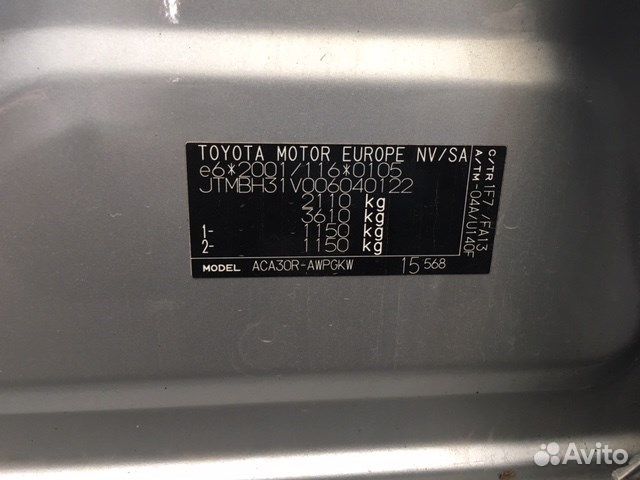 TOYOTA MOTOR EUROPE NV/SA
e6*2001/116*0105
JTMBH31V006040122
2110 kg
3610 kg
1- 1150 kg
2- 1150 kg
MODEL ACA30R-AWPGKW 15 568
C/TR 1F7 /FA13
A/TM -04A/U140F
Avito